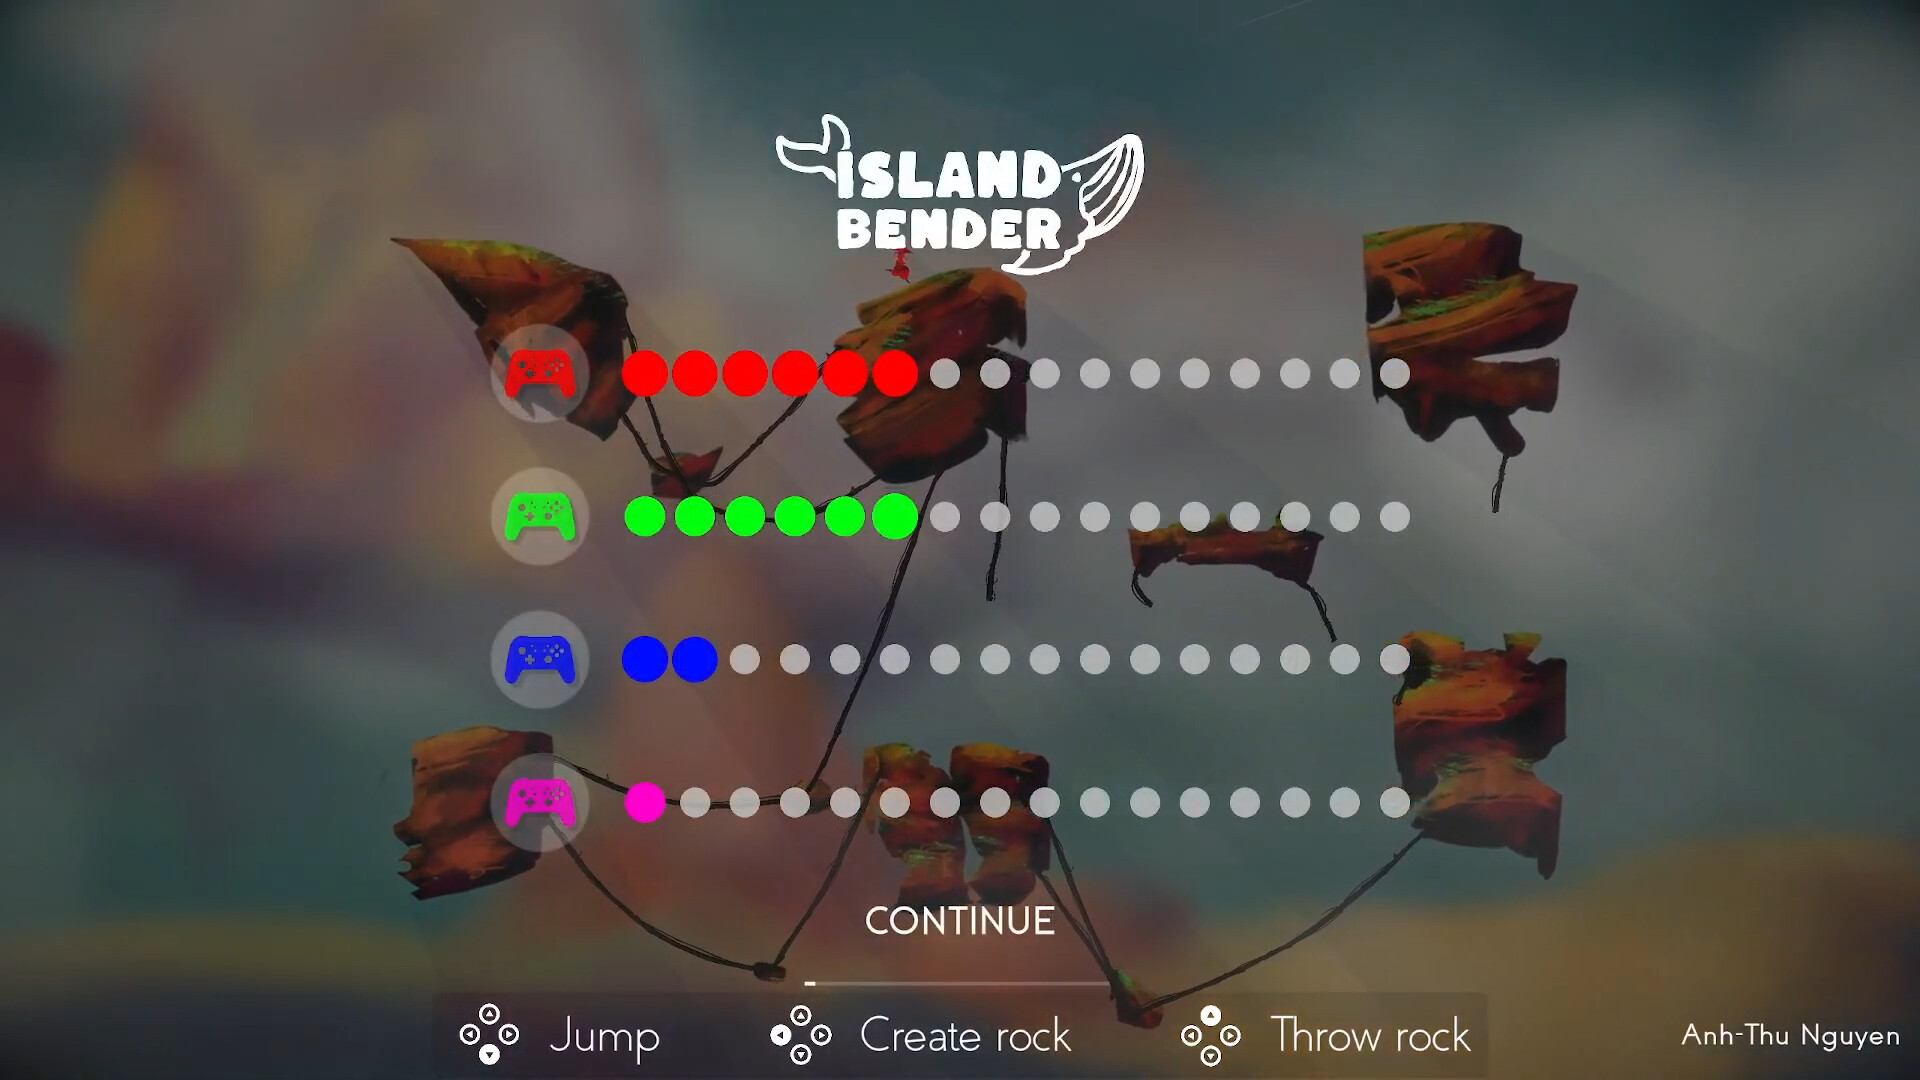 ISLAND
BENDER
CONTINUE
Jump
Create rock
Throw rock
Anh-Thu Nguyen